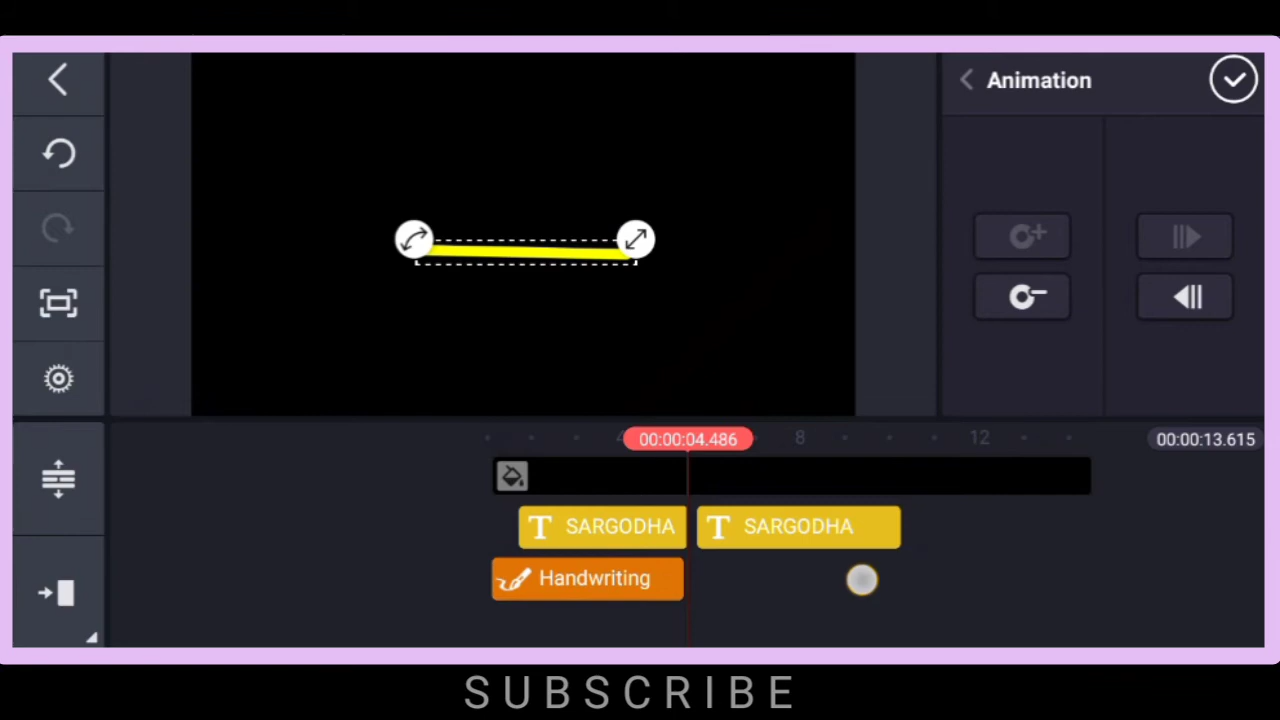 Animation
00:00:04.486
8
12
00:00:13.615
T SARGODHA
T SARGODHA
Handwriting
SUBSCRIBE